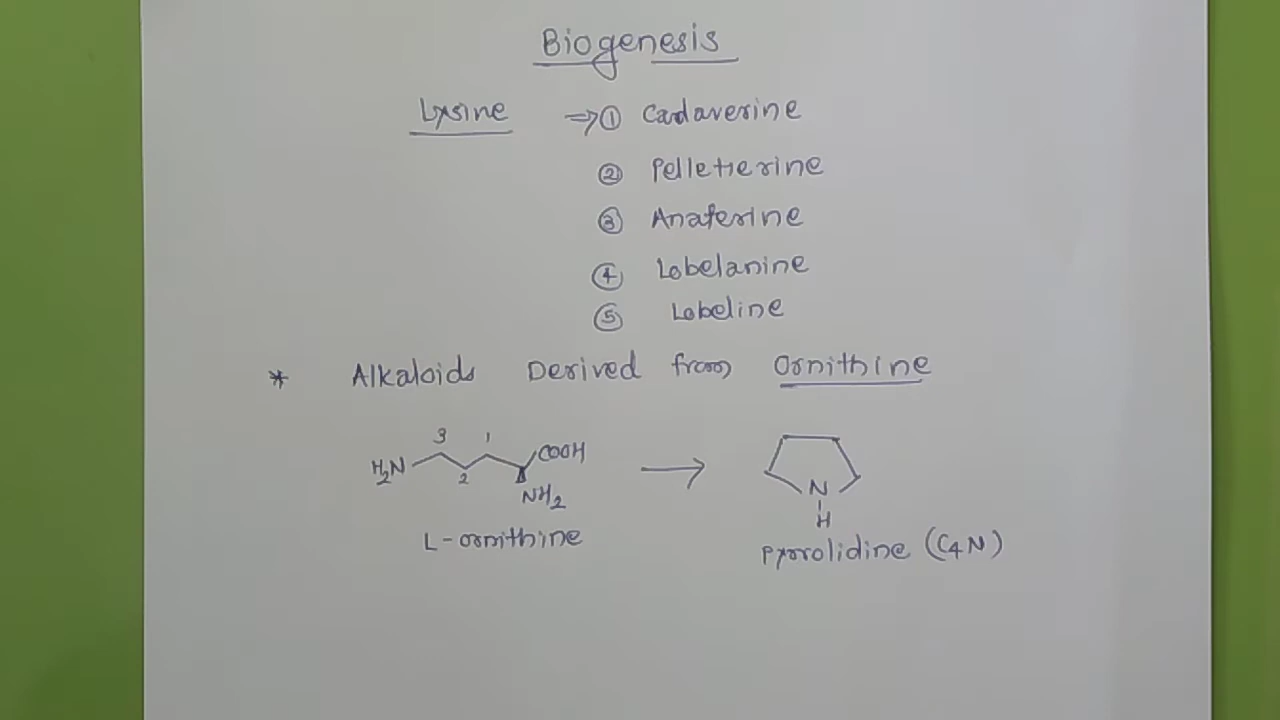 Biogenesis
Lysine ⇒ ① Cadaverine
② Pelletierine
③ Anaferine
④ Lobelanine
⑤ Lobeline
* Alkaloids Derived from Ornithine
3 1 COOH
H₂N 2 NH₂ N H
L-ornithine → Pyrrolidine (C₄N)